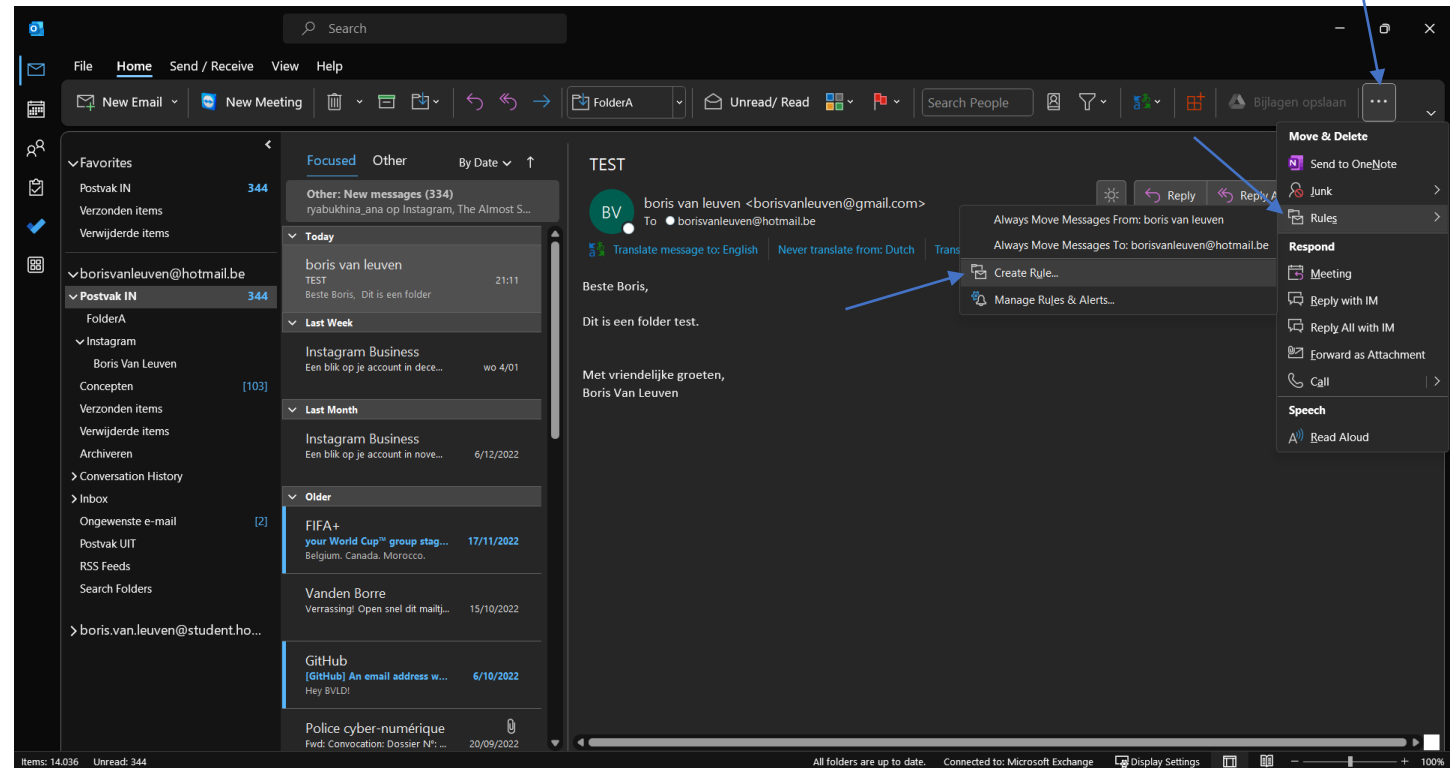 Search
File Home Send / Receive View Help
New Email New Meeting FolderA Unread/ Read Search People Bijlagen opslaan
Favorites
Postvak IN 344
Verzonden items
Verwijderde items
borisvanleuven@hotmail.be
Postvak IN 344
FolderA
Instagram
Boris Van Leuven
Concepten [103]
Verzonden items
Verwijderde items
Archiveren
Conversation History
Inbox
Ongewenste e-mail [2]
Postvak UIT
RSS Feeds
Search Folders
boris.van.leuven@student.ho...
Focused Other By Date
Other: New messages (334)
ryabukhina_ana op Instagram, The Almost S...
Today
boris van leuven
TEST 21:11
Beste Boris, Dit is een folder
Last Week
Instagram Business
Een blik op je account in dece... wo 4/01
Last Month
Instagram Business
Een blik op je account in nove... 6/12/2022
Older
FIFA+
your World Cup™ group stag... 17/11/2022
Belgium. Canada. Morocco.
Vanden Borre
Verrassing! Open snel dit mailtj... 15/10/2022
GitHub
[GitHub] An email address w... 6/10/2022
Hey BVLD!
Police cyber-numérique
Fwd: Convocation: Dossier N°: ... 20/09/2022
TEST
BV
boris van leuven <borisvanleuven@gmail.com>
To borisvanleuven@hotmail.be
Reply Reply A
Translate message to: English Never translate from: Dutch Trans
Beste Boris,
Dit is een folder test.
Met vriendelijke groeten,
Boris Van Leuven
Always Move Messages From: boris van leuven
Always Move Messages To: borisvanleuven@hotmail.be
Create Rule...
Manage Rules & Alerts...
Move & Delete
Send to OneNote
Junk
Rules
Respond
Meeting
Reply with IM
Reply All with IM
Forward as Attachment
Call
Speech
Read Aloud
Items: 14.036 Unread: 344 All folders are up to date. Connected to: Microsoft Exchange Display Settings 100%